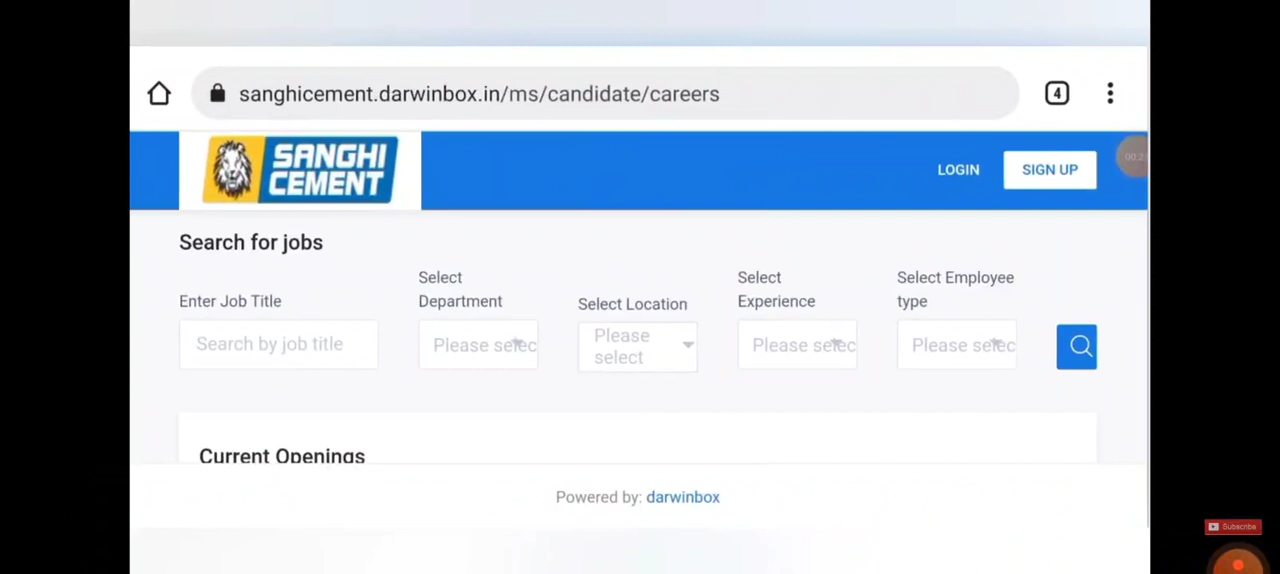 sanghicement.darwinbox.in/ms/candidate/careers
4
SANGHI
CEMENT
LOGIN
SIGN UP
Search for jobs
Enter Job Title
Select
Department
Select Location
Select
Experience
Select Employee
type
Search by job title
Please selec
Please
select
Please selec
Please selec
Current Openings
Powered by: darwinbox
Subscribe